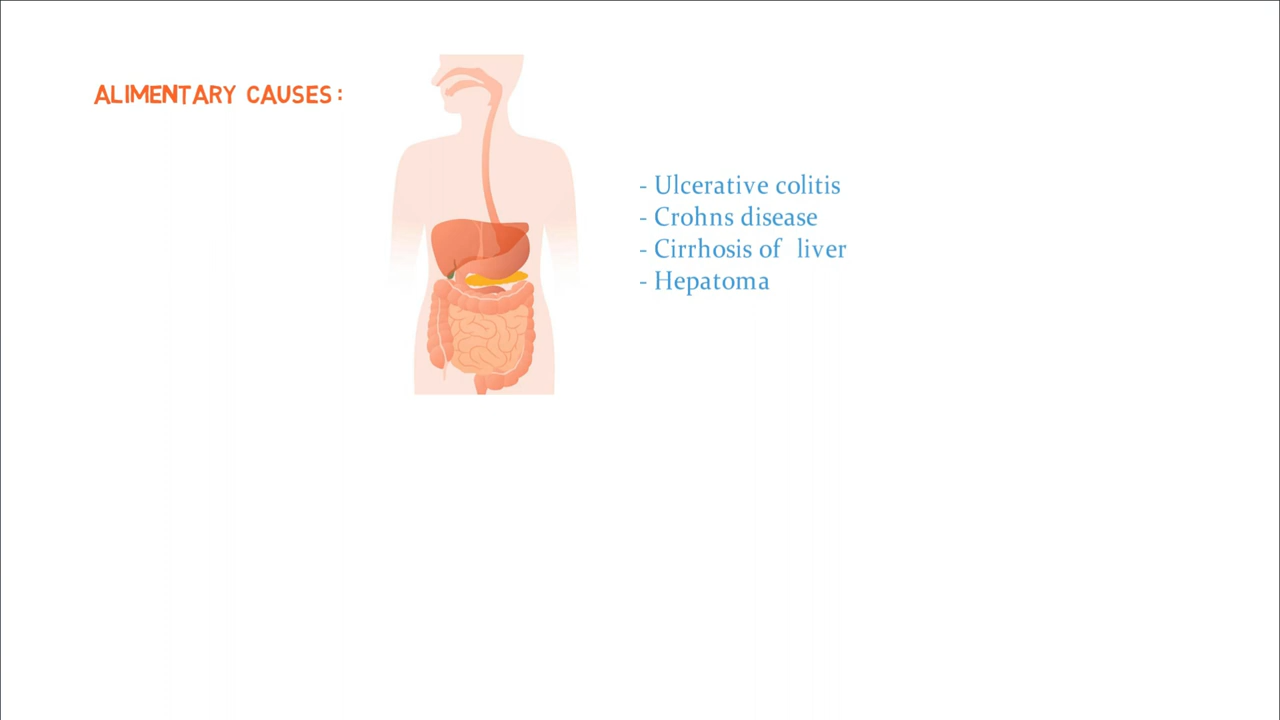 ALIMENTARY CAUSES :
- Ulcerative colitis
- Crohns disease
- Cirrhosis of  liver
- Hepatoma